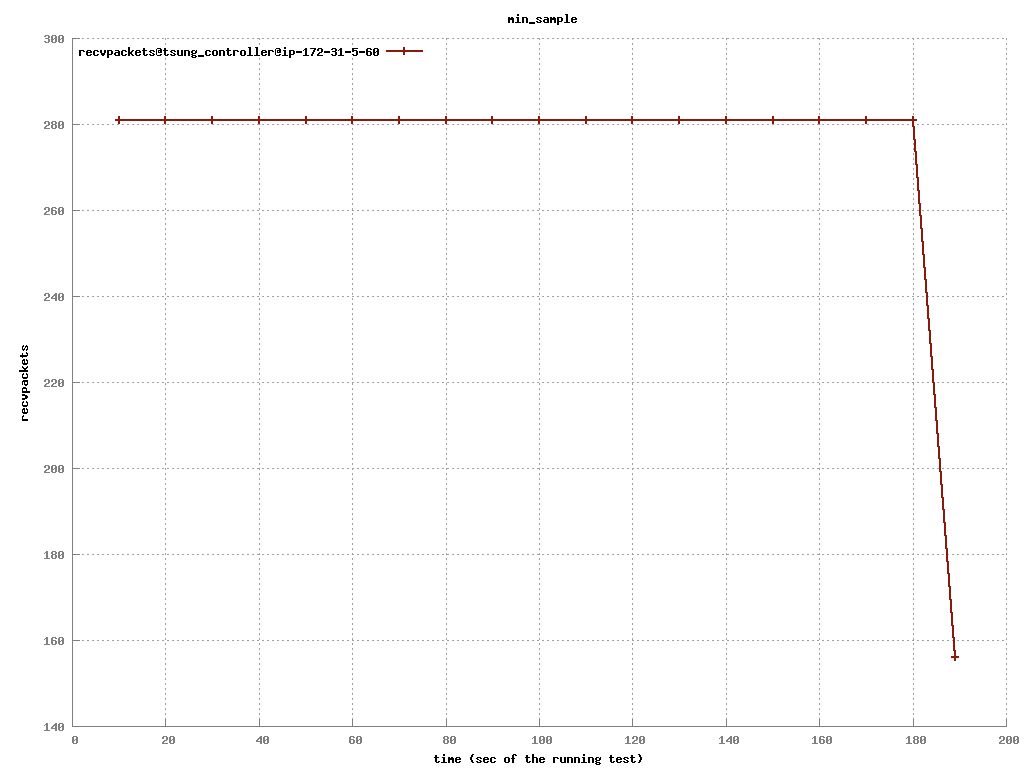 min_sample
recvpackets@tsung_controller@ip-172-31-5-60
300
280
260
240
220
200
180
160
140
recvpackets
0 20 40 60 80 100 120 140 160 180 200
time (sec of the running test)